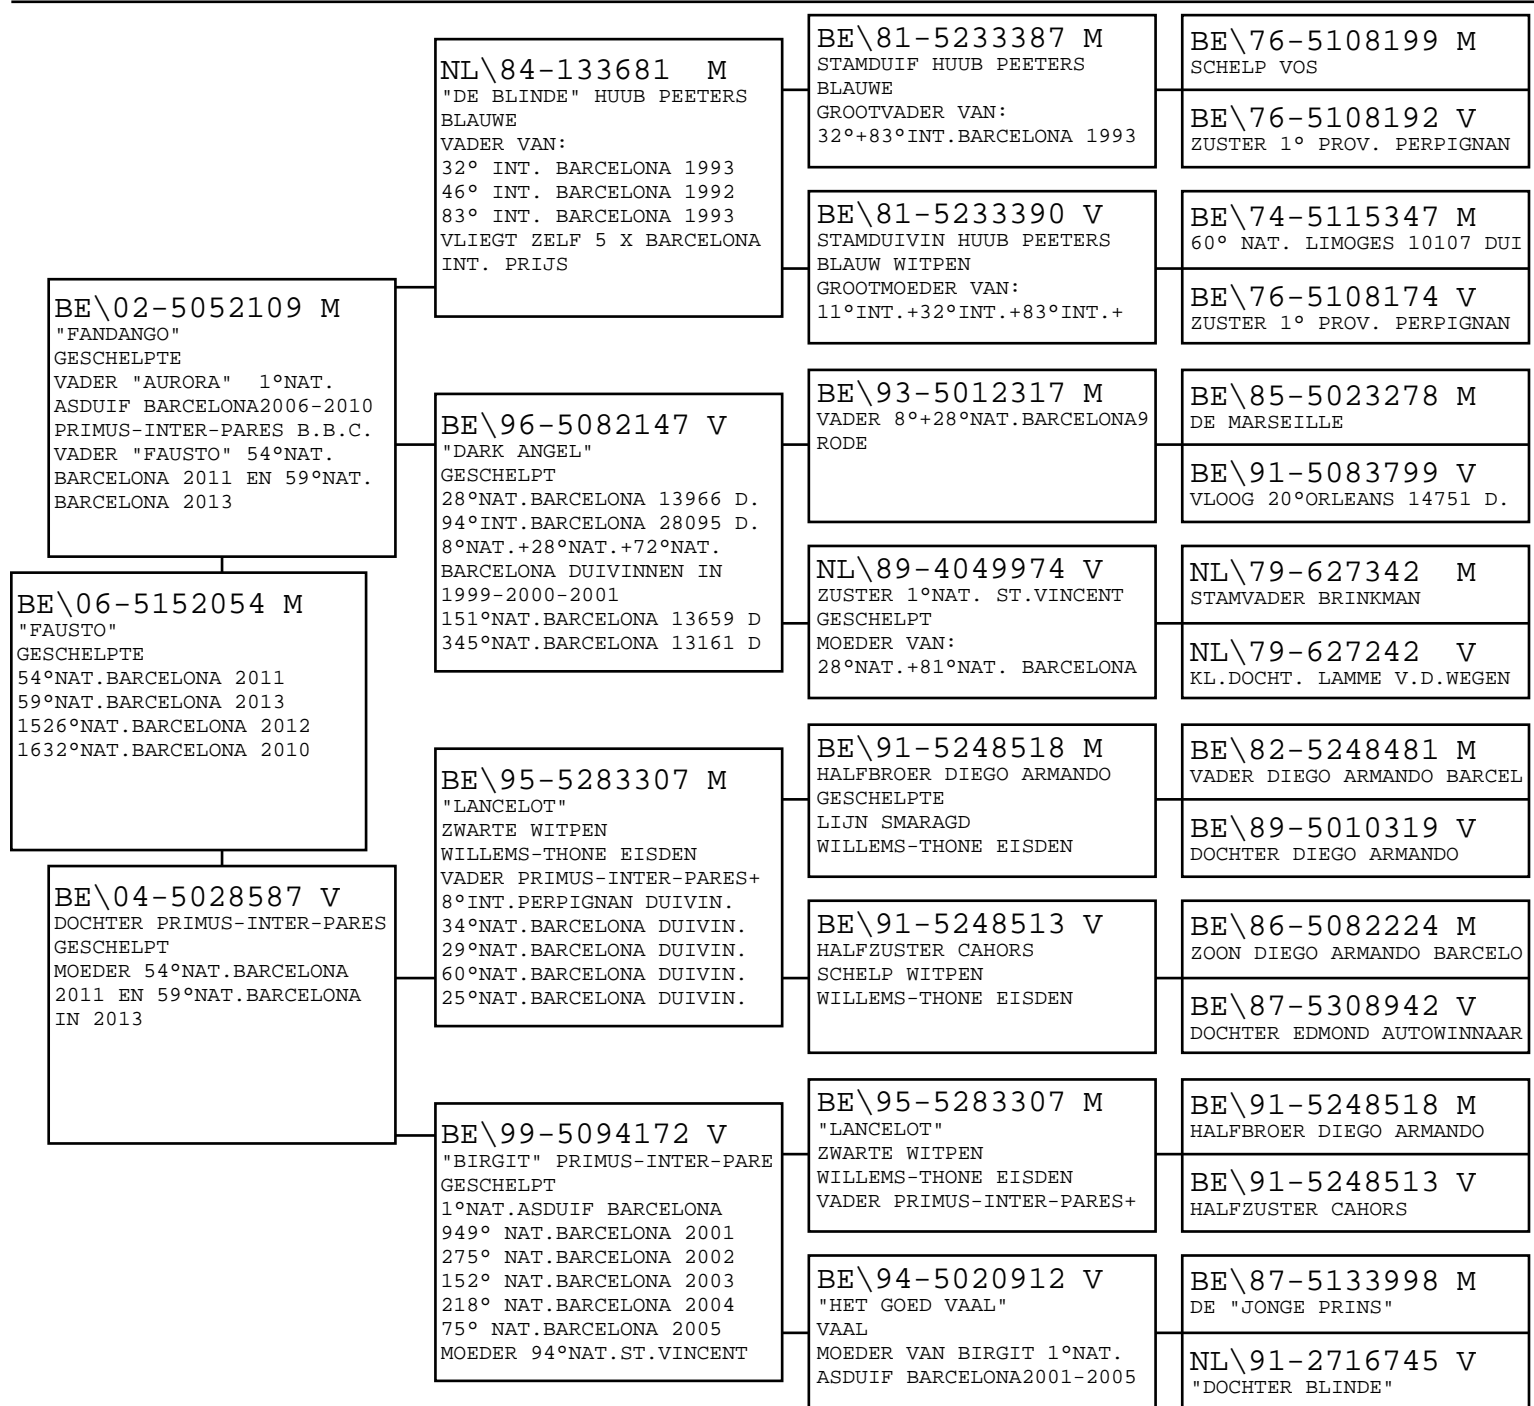 BE\06-5152054 M
"FAUSTO"
GESCHELPTE
54°NAT.BARCELONA 2011
59°NAT.BARCELONA 2013
1526°NAT.BARCELONA 2012
1632°NAT.BARCELONA 2010
BE\02-5052109 M
"FANDANGO"
GESCHELPTE
VADER "AURORA" 1°NAT.
ASDUIF BARCELONA2006-2010
PRIMUS-INTER-PARES B.B.C.
VADER "FAUSTO" 54°NAT.
BARCELONA 2011 EN 59°NAT.
BARCELONA 2013
BE\04-5028587 V
DOCHTER PRIMUS-INTER-PARES
GESCHELPT
MOEDER 54°NAT.BARCELONA
2011 EN 59°NAT.BARCELONA
IN 2013
NL\84-133681 M
"DE BLINDE" HUUB PEETERS
BLAUWE
VADER VAN:
32° INT. BARCELONA 1993
46° INT. BARCELONA 1992
83° INT. BARCELONA 1993
VLIEGT ZELF 5 X BARCELONA
INT. PRIJS
BE\96-5082147 V
"DARK ANGEL"
GESCHELPT
28°NAT.BARCELONA 13966 D.
94°INT.BARCELONA 28095 D.
8°NAT.+28°NAT.+72°NAT.
BARCELONA DUIVINNEN IN
1999-2000-2001
151°NAT.BARCELONA 13659 D
345°NAT.BARCELONA 13161 D
BE\95-5283307 M
"LANCELOT"
ZWARTE WITPEN
WILLEMS-THONE EISDEN
VADER PRIMUS-INTER-PARES+
8°INT.PERPIGNAN DUIVIN.
34°NAT.BARCELONA DUIVIN.
29°NAT.BARCELONA DUIVIN.
60°NAT.BARCELONA DUIVIN.
25°NAT.BARCELONA DUIVIN.
BE\99-5094172 V
"BIRGIT" PRIMUS-INTER-PARE
GESCHELPT
1°NAT.ASDUIF BARCELONA
949° NAT.BARCELONA 2001
275° NAT.BARCELONA 2002
152° NAT.BARCELONA 2003
218° NAT.BARCELONA 2004
75° NAT.BARCELONA 2005
MOEDER 94°NAT.ST.VINCENT
BE\81-5233387 M
STAMDUIF HUUB PEETERS
BLAUWE
GROOTVADER VAN:
32°+83°INT.BARCELONA 1993
BE\81-5233390 V
STAMDUIVIN HUUB PEETERS
BLAUW WITPEN
GROOTMOEDER VAN:
11°INT.+32°INT.+83°INT.+
BE\93-5012317 M
VADER 8°+28°NAT.BARCELONA9
RODE
NL\89-4049974 V
ZUSTER 1°NAT. ST.VINCENT
GESCHELPT
MOEDER VAN:
28°NAT.+81°NAT. BARCELONA
BE\91-5248518 M
HALFBROER DIEGO ARMANDO
GESCHELPTE
LIJN SMARAGD
WILLEMS-THONE EISDEN
BE\91-5248513 V
HALFZUSTER CAHORS
SCHELP WITPEN
WILLEMS-THONE EISDEN
BE\95-5283307 M
"LANCELOT"
ZWARTE WITPEN
WILLEMS-THONE EISDEN
VADER PRIMUS-INTER-PARES+
BE\94-5020912 V
"HET GOED VAAL"
VAAL
MOEDER VAN BIRGIT 1°NAT.
ASDUIF BARCELONA2001-2005
BE\76-5108199 M
SCHELP VOS
BE\76-5108192 V
ZUSTER 1° PROV. PERPIGNAN
BE\74-5115347 M
60° NAT. LIMOGES 10107 DUI
BE\76-5108174 V
ZUSTER 1° PROV. PERPIGNAN
BE\85-5023278 M
DE MARSEILLE
BE\91-5083799 V
VLOOG 20°ORLEANS 14751 D.
NL\79-627342 M
STAMVADER BRINKMAN
NL\79-627242 V
KL.DOCHT. LAMME V.D.WEGEN
BE\82-5248481 M
VADER DIEGO ARMANDO BARCEL
BE\89-5010319 V
DOCHTER DIEGO ARMANDO
BE\86-5082224 M
ZOON DIEGO ARMANDO BARCELO
BE\87-5308942 V
DOCHTER EDMOND AUTOWINNAAR
BE\91-5248518 M
HALFBROER DIEGO ARMANDO
BE\91-5248513 V
HALFZUSTER CAHORS
BE\87-5133998 M
DE "JONGE PRINS"
NL\91-2716745 V
"DOCHTER BLINDE"